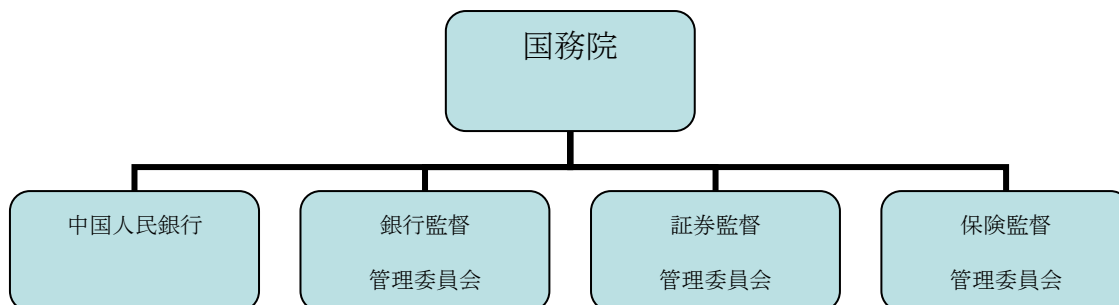 国務院
中国人民銀行
銀行監督
管理委員会
証券監督
管理委員会
保険監督
管理委員会